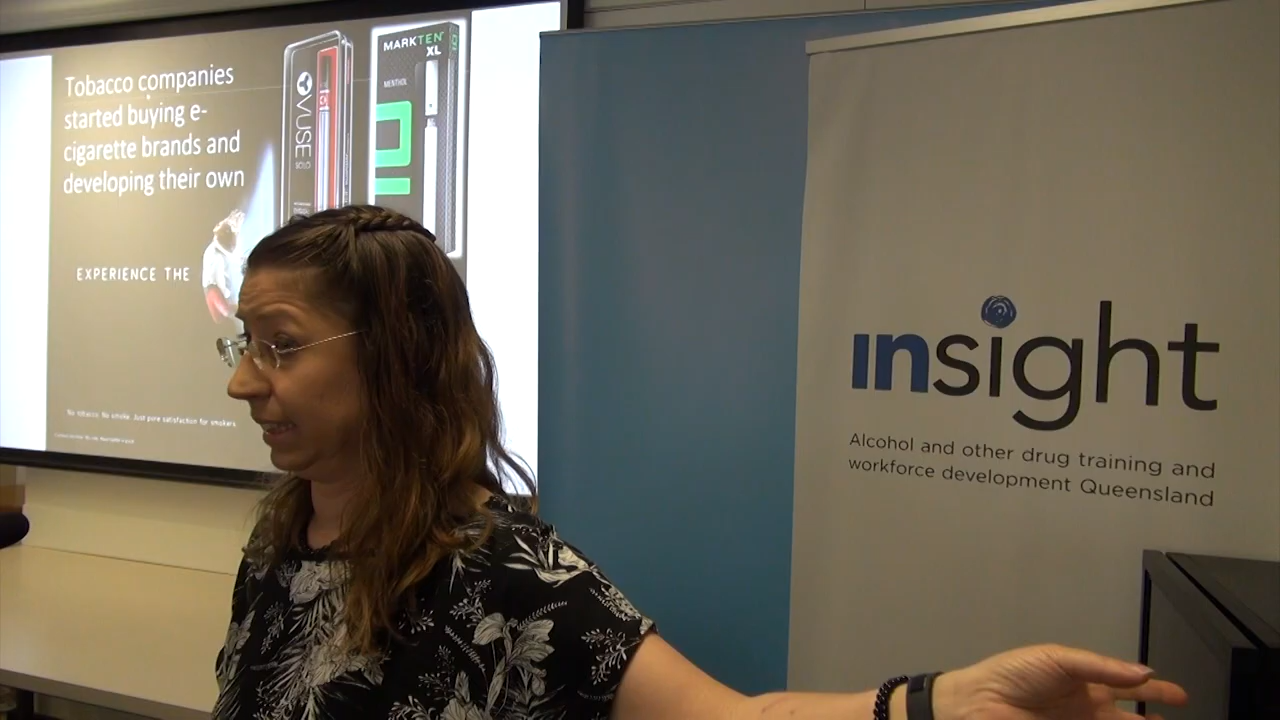 Tobacco companies
started buying e-
cigarette brands and
developing their own
EXPERIENCE THE
No tobacco. No smoke. Just pure satisfaction for smokers.
VUSE
SOLO
MARKTEN
XL
MENTHOL
insight
Alcohol and other drug training and
workforce development Queensland